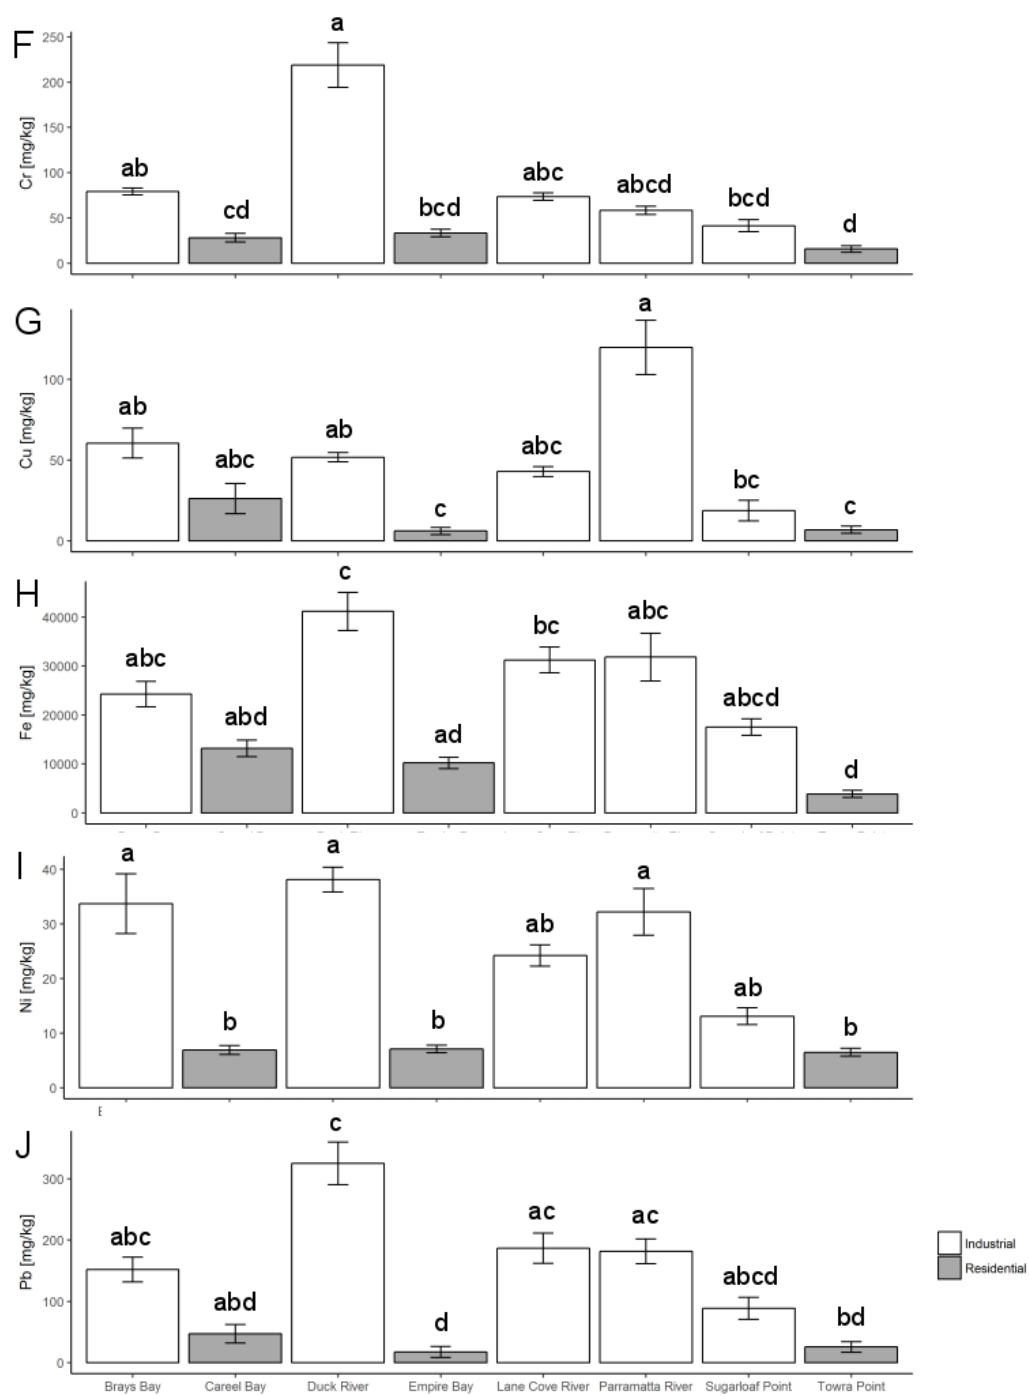 F
Cr [mg/kg]
250
200
150
100
50
0
ab
cd
a
bcd
abc
abcd
bcd
d
G
Cu [mg/kg]
100
50
0
ab
abc
ab
c
abc
a
bc
c
H
Fe [mg/kg]
40000
30000
20000
10000
0
abc
abd
c
ad
bc
abc
abcd
d
I
Ni [mg/kg]
40
30
20
10
0
a
b
a
b
ab
a
ab
b
J
Pb [mg/kg]
300
200
100
0
abc
abd
c
d
ac
ac
abcd
bd
Industrial
Residential
Brays Bay Careel Bay Duck River Empire Bay Lane Cove River Parramatta River Sugarloaf Point Towra Point